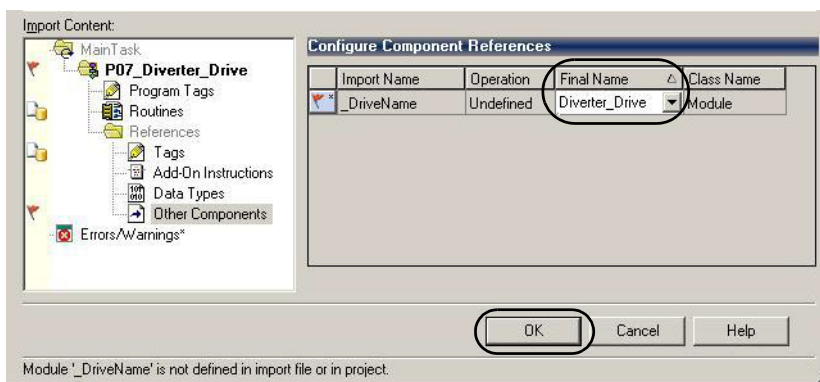 Import Content:
MainTask
P07_Diverter_Drive
Program Tags
Routines
References
Tags
Add-On Instructions
Data Types
Other Components
Errors/Warnings*
Configure Component References
Import Name Operation Final Name Class Name
_DriveName Undefined Diverter_Drive Module
OK Cancel Help
Module '_DriveName' is not defined in import file or in project.